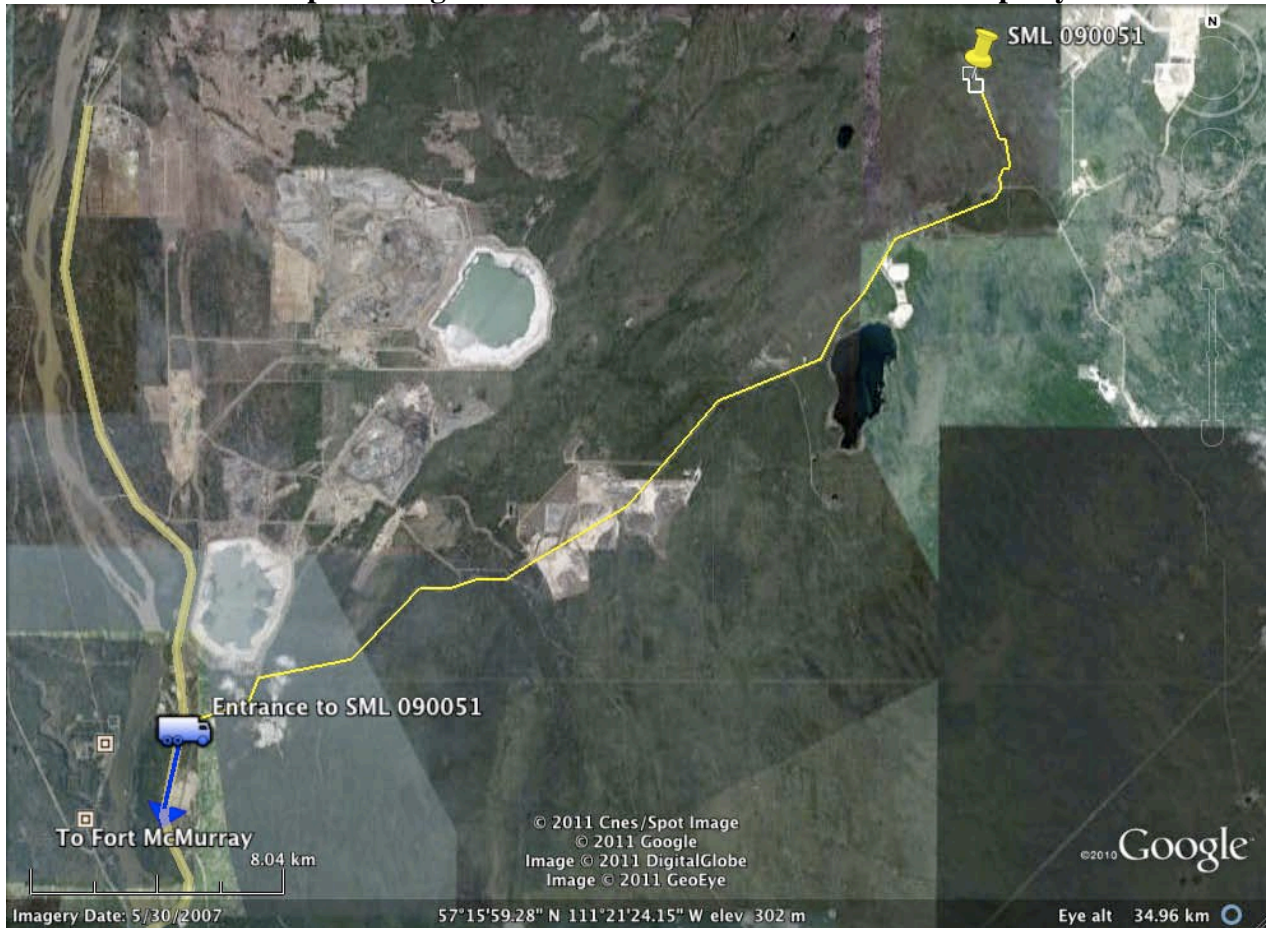 N
SML 090051
Entrance to SML 090051
To Fort McMurray
8.04 km
© 2011 Cnes/Spot Image
© 2011 Google
Image © 2011 DigitalGlobe
Image © 2011 GeoEye
©2010 Google
Imagery Date: 5/30/2007
57°15'59.28" N 111°21'24.15" W elev 302 m
Eye alt 34.96 km